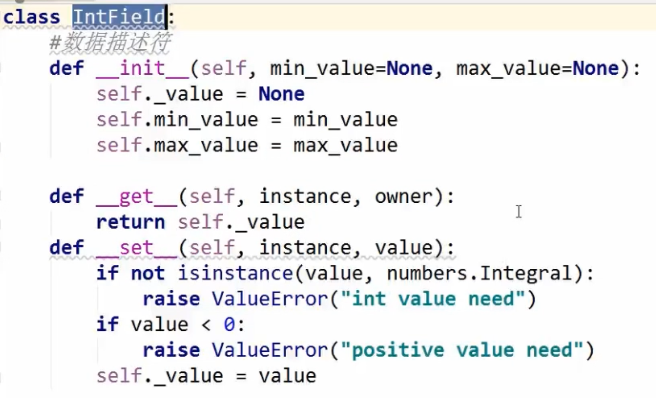 class IntField:
    #数据描述符
    def __init__(self, min_value=None, max_value=None):
        self._value = None
        self.min_value = min_value
        self.max_value = max_value

    def __get__(self, instance, owner):
        return self._value
    def __set__(self, instance, value):
        if not isinstance(value, numbers.Integral):
            raise ValueError("int value need")
        if value < 0:
            raise ValueError("positive value need")
        self._value = value